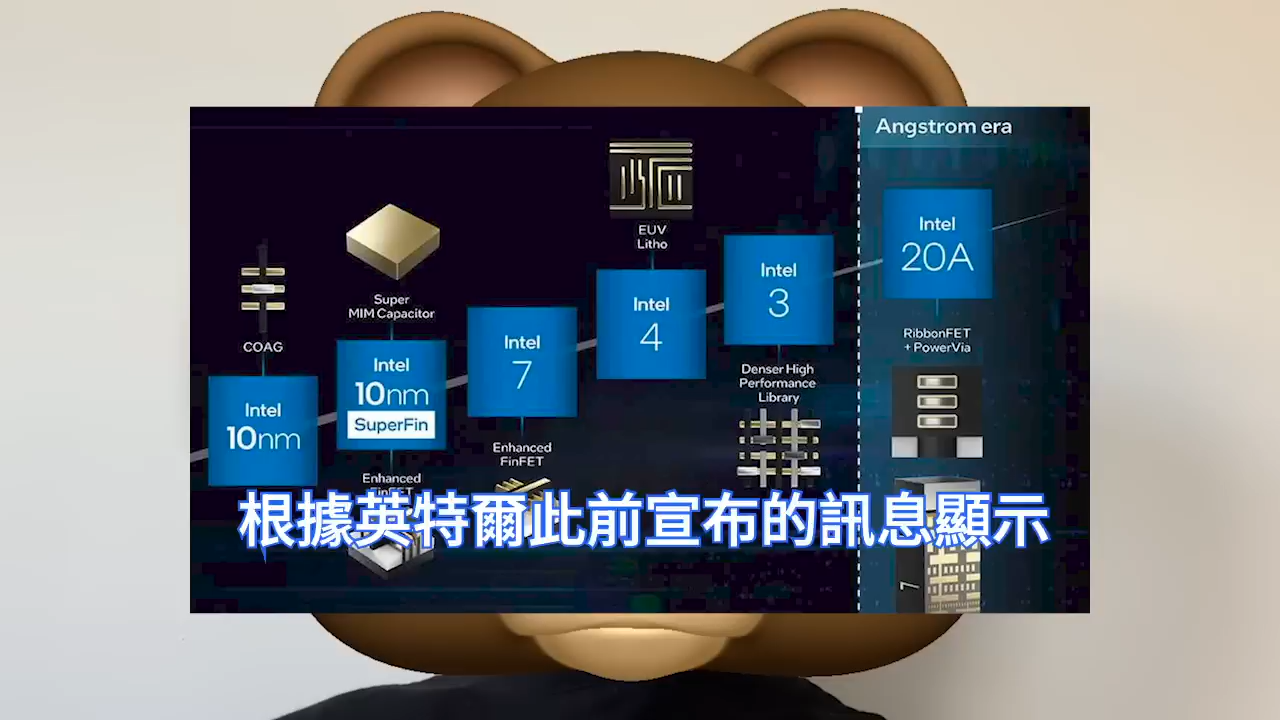 Angstrom era
Intel
20A
RibbonFET
+ PowerVia
EUV
Litho
Intel
3
Denser High
Performance
Library
Intel
4
Super
MIM Capacitor
Intel
7
Enhanced
FinFET
COAG
Intel
10nm
SuperFin
Enhanced
FinFET
Intel
10nm
根據英特爾此前宣布的訊息顯示
7